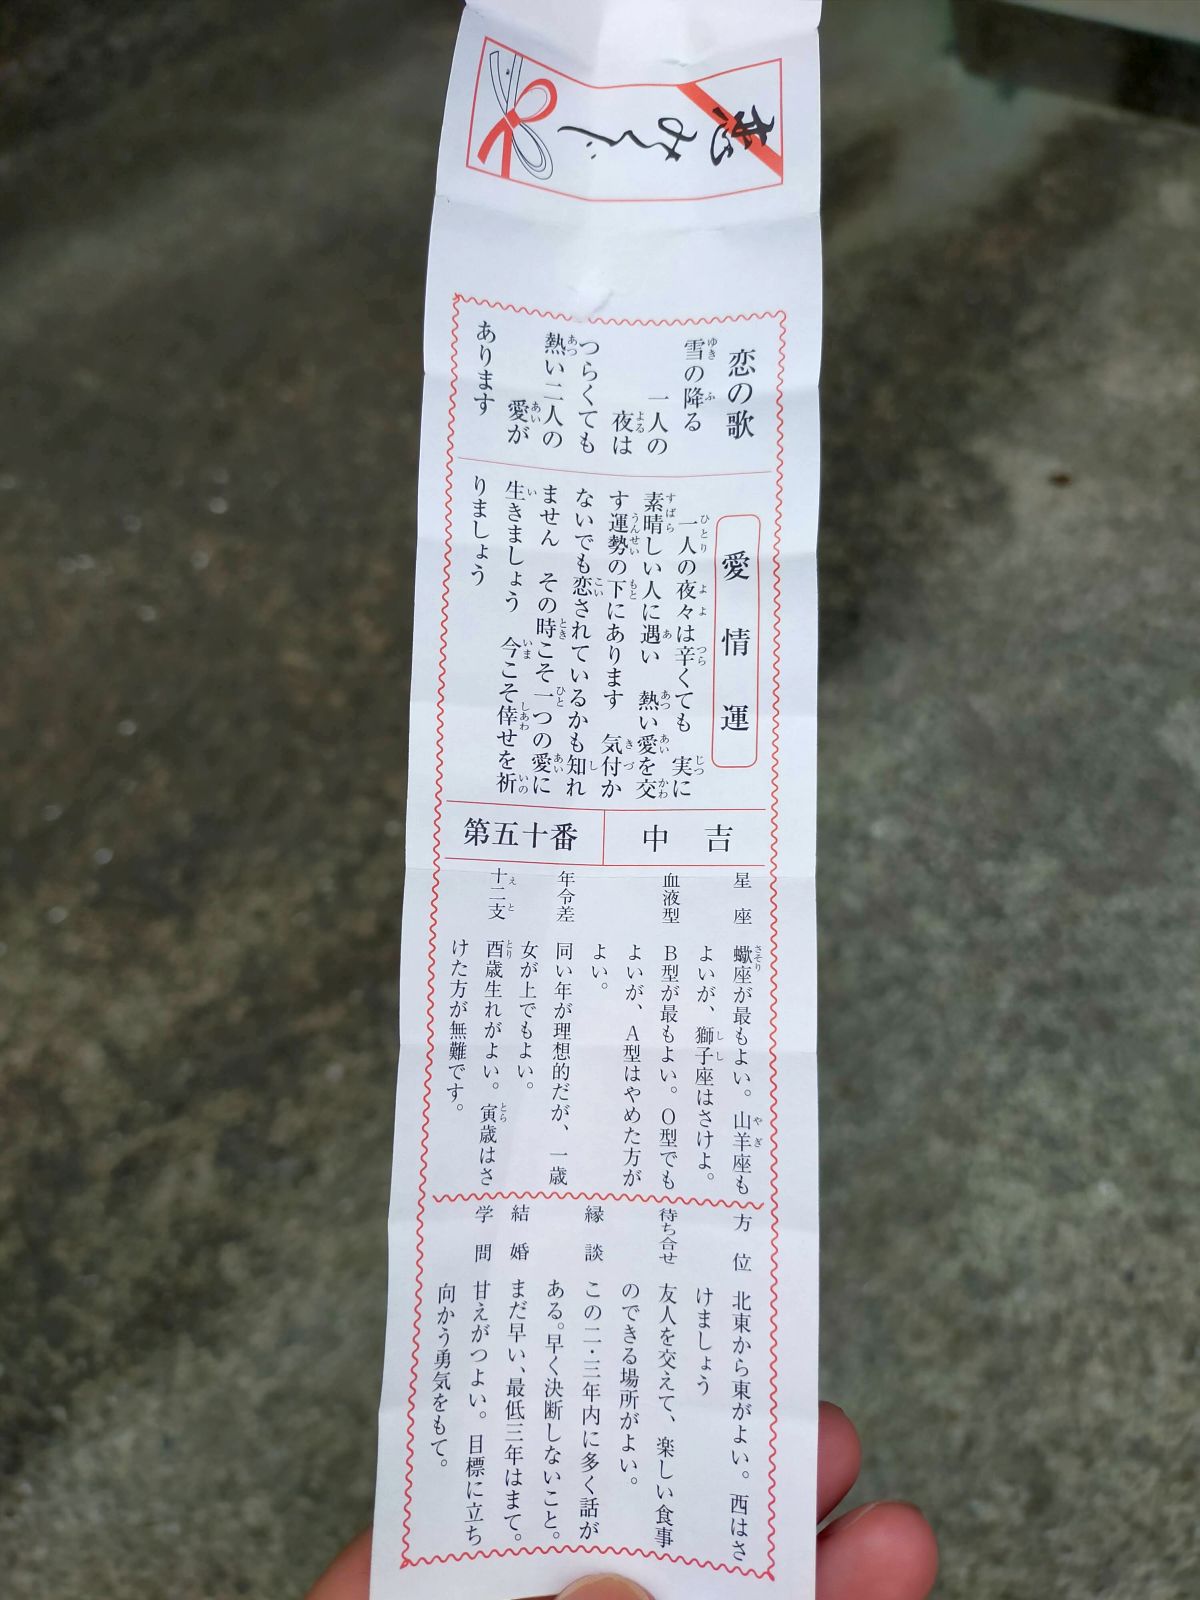 恋みくじ
恋の歌
雪の降る
一人の
夜は
つらくても
熱い二人の
愛が
あります
愛情運
一人の夜々は辛くても　実に
素晴しい人に遇い　熱い愛を交
す運勢の下にあります　気付か
ないでも恋されているかも知れ
ません　その時こそ一つの愛に
生きましょう　今こそ倖せを祈
りましょう
中吉
第五十番
星座　蠍座が最もよい。山羊座も
よいが、獅子座はさけよ。
血液型　B型が最もよい。O型でも
よいが、A型はやめた方が
よい。
年令差　同い年が理想的だが、一歳
女が上でもよい。
十二支　酉歳生れがよい。寅歳はさ
けた方が無難です。
方位　北東から東がよい。西はさ
けましょう
待ち合せ　友人を交えて、楽しい食事
のできる場所がよい。
縁談　この二・三年内に多く話が
ある。早く決断しないこと。
結婚　まだ早い、最低三年はまて。
学問　甘えがつよい。目標に立ち
向かう勇気をもて。